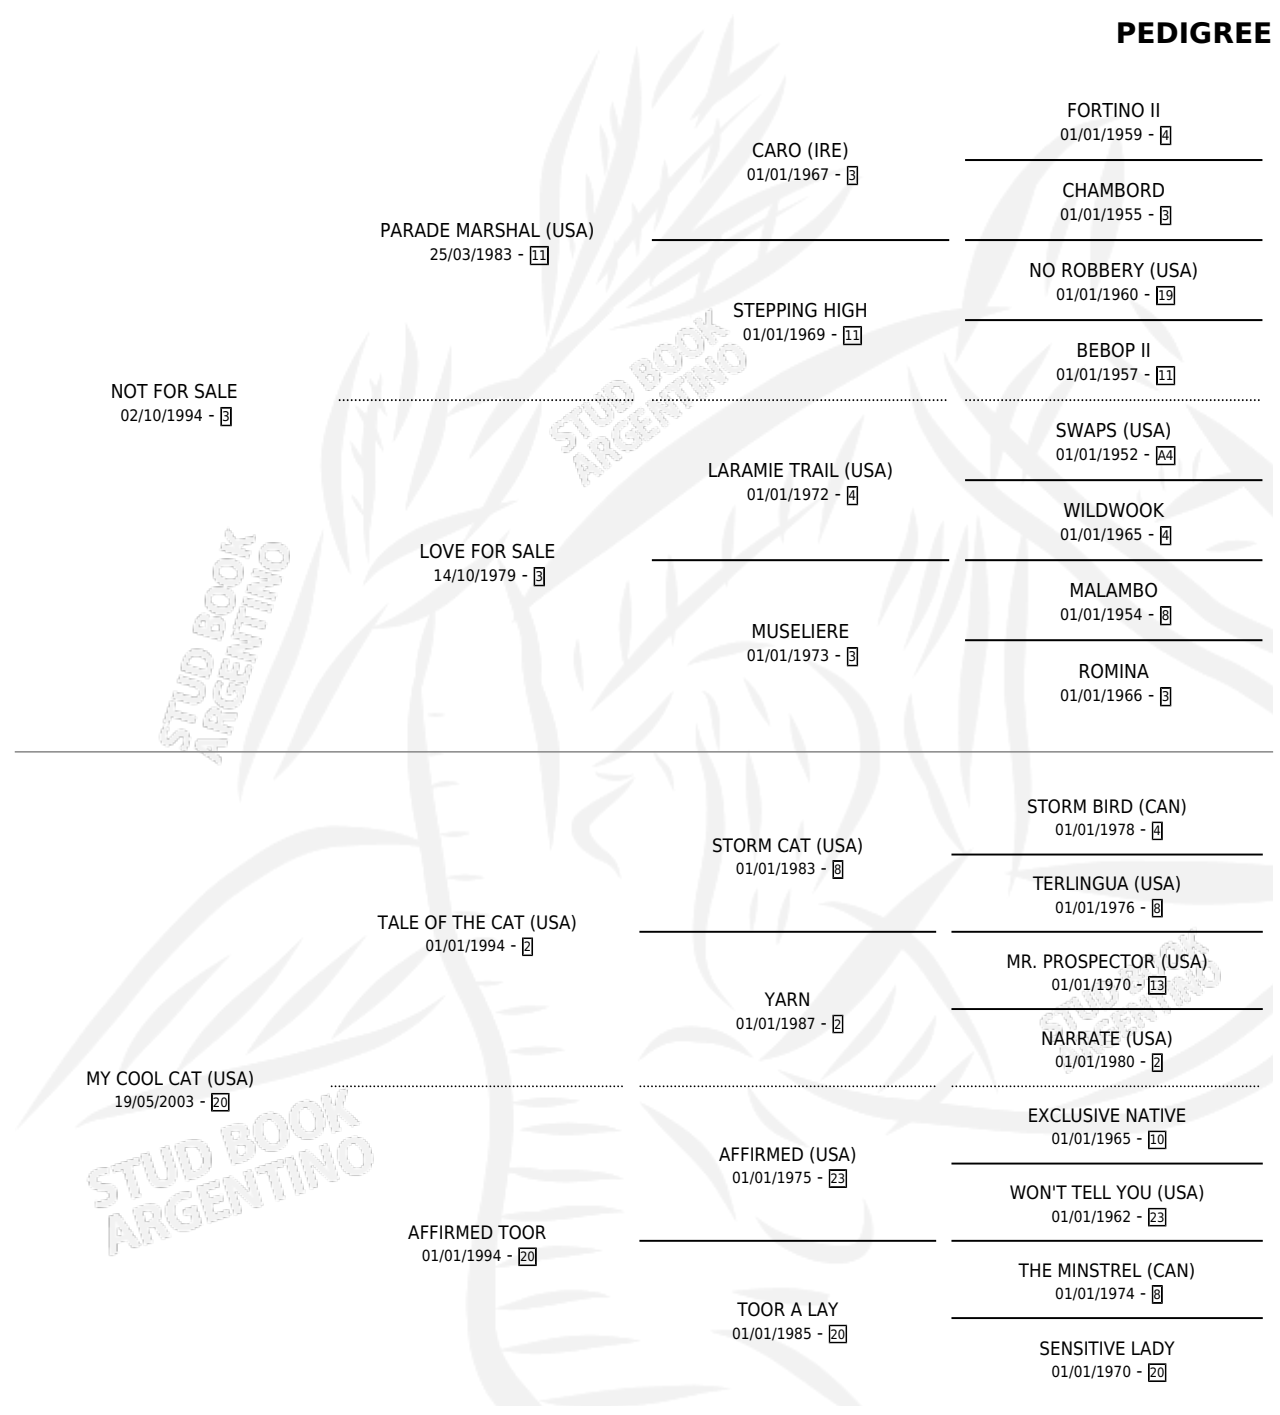 PEDIGREE
FORTINO II
01/01/1959 - 4
CARO (IRE)
01/01/1967 - 3
CHAMBORD
01/01/1955 - 3
PARADE MARSHAL (USA)
25/03/1983 - 11
NO ROBBERY (USA)
01/01/1960 - 19
STEPPING HIGH
01/01/1969 - 11
BEBOP II
01/01/1957 - 11
NOT FOR SALE
02/10/1994 - 3
SWAPS (USA)
01/01/1952 - A4
LARAMIE TRAIL (USA)
01/01/1972 - 4
WILDWOOK
01/01/1965 - 4
LOVE FOR SALE
14/10/1979 - 3
MALAMBO
01/01/1954 - 8
MUSELIERE
01/01/1973 - 3
ROMINA
01/01/1966 - 3
STUD BOOK
ARGENTINO
STUD BOOK
ARGENTINO
STORM BIRD (CAN)
01/01/1978 - 4
STORM CAT (USA)
01/01/1983 - 8
TERLINGUA (USA)
01/01/1976 - 8
TALE OF THE CAT (USA)
01/01/1994 - 2
MR. PROSPECTOR (USA)
01/01/1970 - 13
YARN
01/01/1987 - 2
NARRATE (USA)
01/01/1980 - 2
STUD BOOK
ARGENTINO
MY COOL CAT (USA)
19/05/2003 - 20
EXCLUSIVE NATIVE
01/01/1965 - 10
AFFIRMED (USA)
01/01/1975 - 23
WON'T TELL YOU (USA)
01/01/1962 - 23
AFFIRMED TOOR
01/01/1994 - 20
THE MINSTREL (CAN)
01/01/1974 - 8
TOOR A LAY
01/01/1985 - 20
SENSITIVE LADY
01/01/1970 - 20
STUD BOOK
ARGENTINO